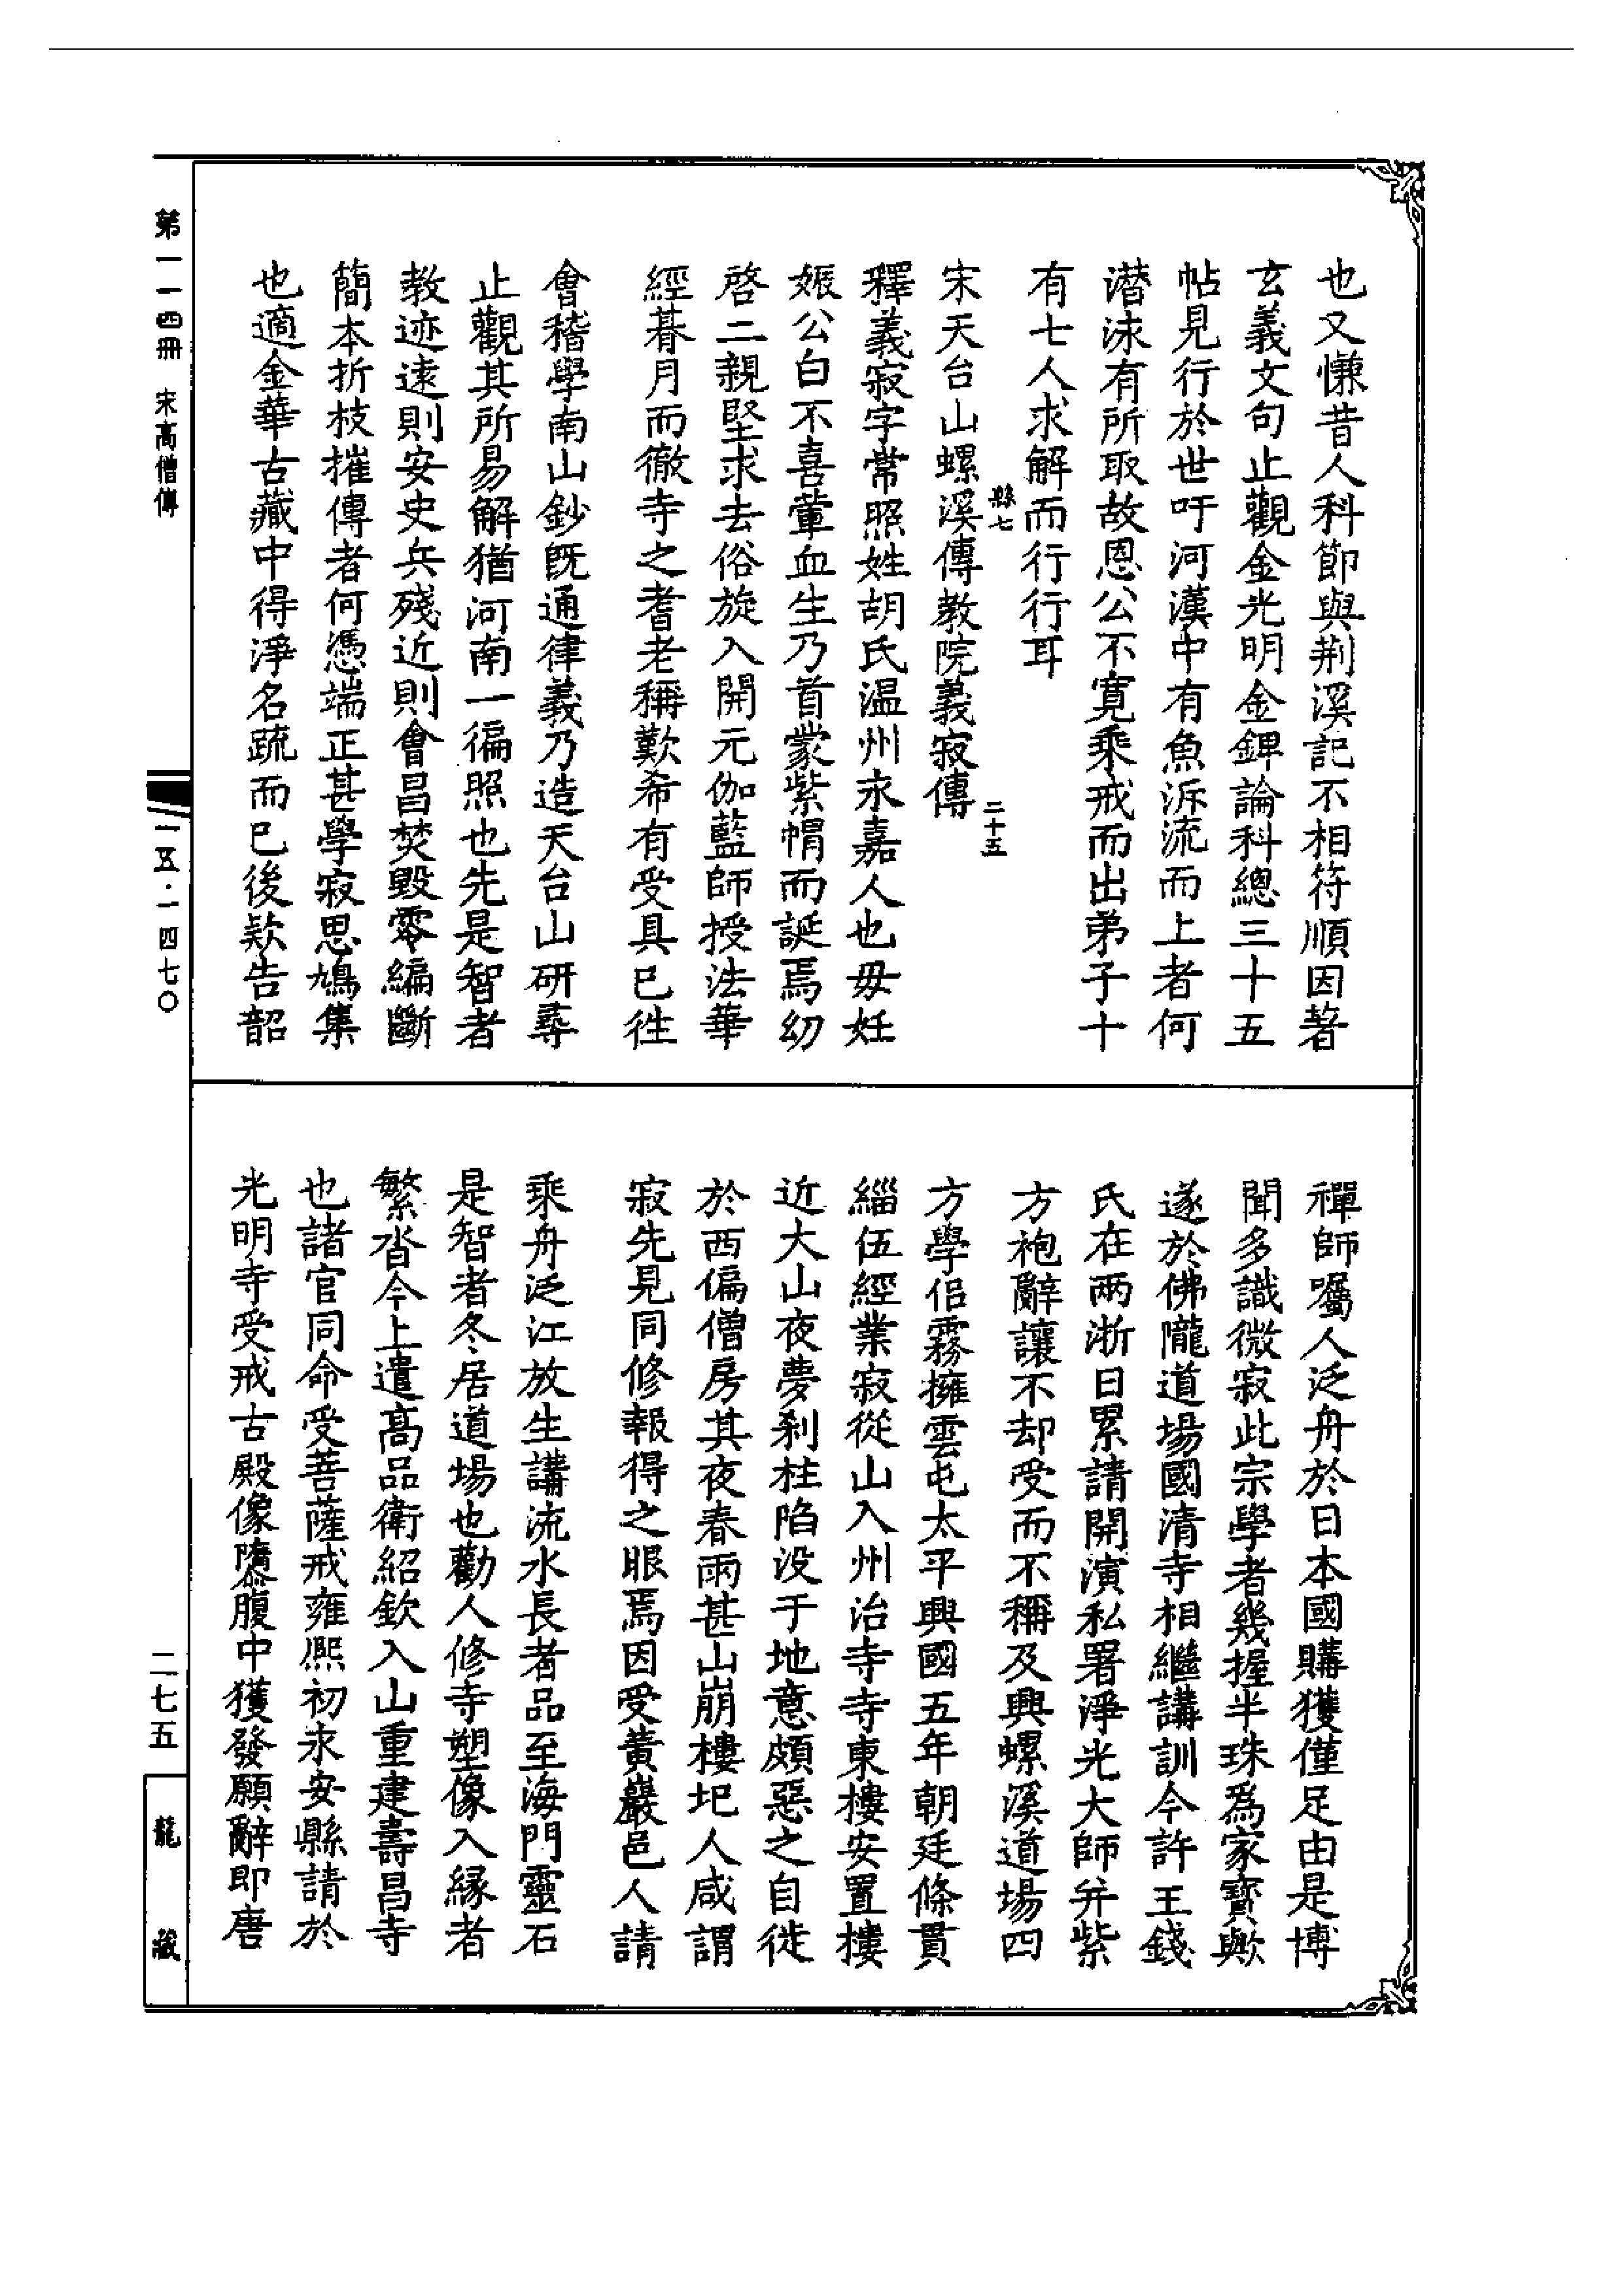 也又慊昔人科節與荆溪記不相符順因著
玄義文句止觀金光明金錍論科總三十五
帖見行於世吁河漢中有魚泝流而上者何
潛沫有所取故恩公不寛乘戒而出弟子十
有七人求解而行行耳
縣七
二十五
宋天台山螺溪傳教院義寂傳
釋義寂字常照姓胡氏温州永嘉人也毋妊
娠公白不喜葷血生乃首蒙紫帽而誕焉幼
啓二親堅求去俗旋入開元伽藍師授法華
經朞月而徹寺之耆老稱歎希有受具已徃
會稽學南山鈔既通律義乃造天台山研尋
止觀其所易解猶河南一徧照也先是智者
教迹逺則安史兵殘近則會昌焚毀零編斷
簡本折枝摧傳者何憑端正甚學寂思鳩集
也適金華古藏中得淨名疏而已後欵告韶
禪師囑人泛舟於日本國購獲僅足由是博
聞多識微寂此宗學者幾握半珠爲家寳歟
遂於佛隴道場國清寺相繼講訓今許王錢
氏在兩浙日累請開演私署淨光大師并紫
方袍辭讓不却受而不稱及興螺溪道場四
方學侣霧擁雲屯太平興國五年朝廷條貫
緇伍經業寂從山入州治寺寺東樓安置樓
近大山夜夢刹柱陷没于地意頗惡之自徙
於西偏僧房其夜春雨甚山崩樓圮人咸謂
寂先見同修報得之眼焉因受黃巖邑人請
乘舟泛江放生講流水長者品至海門靈石
是智者冬居道場也勸人修寺塑像入縁者
繁沓今上遣高品衛紹欽入山重建壽昌寺
也諸官同命受菩薩戒雍熙初永安縣請於
光明寺受戒古殿像隳腹中獲發願辭即唐
第一一四冊 宋高僧傳
一五·一四七〇
二七五
龍藏